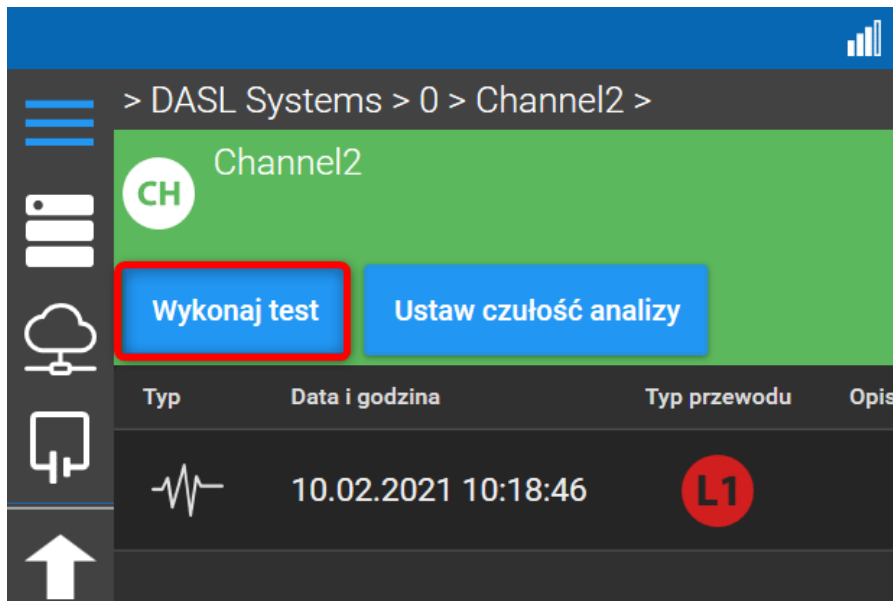 > DASL Systems > 0 > Channel2 >
CH
Channel2
Wykonaj test
Ustaw czułość analizy
Typ
Data i godzina
Typ przewodu
Opis
10.02.2021 10:18:46
L1